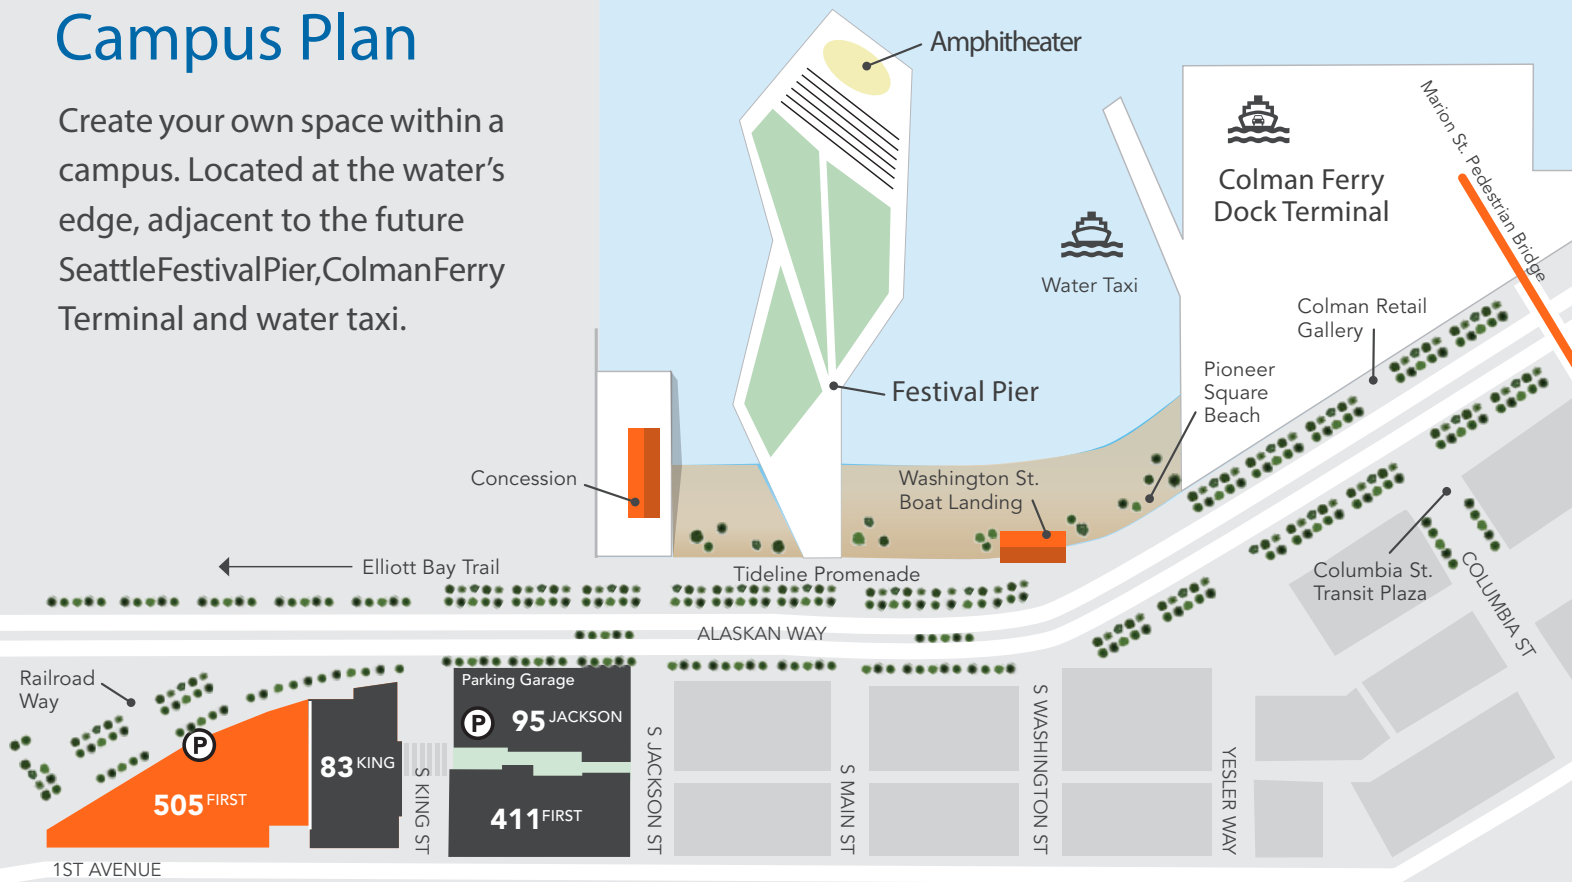 Campus Plan
Create your own space within a
campus. Located at the water's
edge, adjacent to the future
SeattleFestivalPier,ColmanFerry
Terminal and water taxi.
Amphitheater
Colman Ferry
Dock Terminal
Marion St. Pedestrian Bridge
Water Taxi
Colman Retail
Gallery
Pioneer
Square
Beach
Festival Pier
Concession
Washington St.
Boat Landing
Elliott Bay Trail
Tideline Promenade
Columbia St.
Transit Plaza
COLUMBIA ST
ALASKAN WAY
Railroad
Way
P
505 FIRST
83 KING
S KING ST
Parking Garage
P
95 JACKSON
411 FIRST
S JACKSON ST
S MAIN ST
S WASHINGTON ST
YESLER WAY
1ST AVENUE